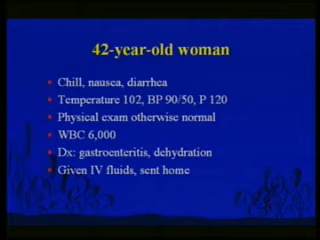 42-year-old woman
Chill, nausea, diarrhea
Temperature 102, BP 90/50, P 120
Physical exam otherwise normal
WBC 6,000
Dx: gastroenteritis, dehydration
Given IV fluids, sent home